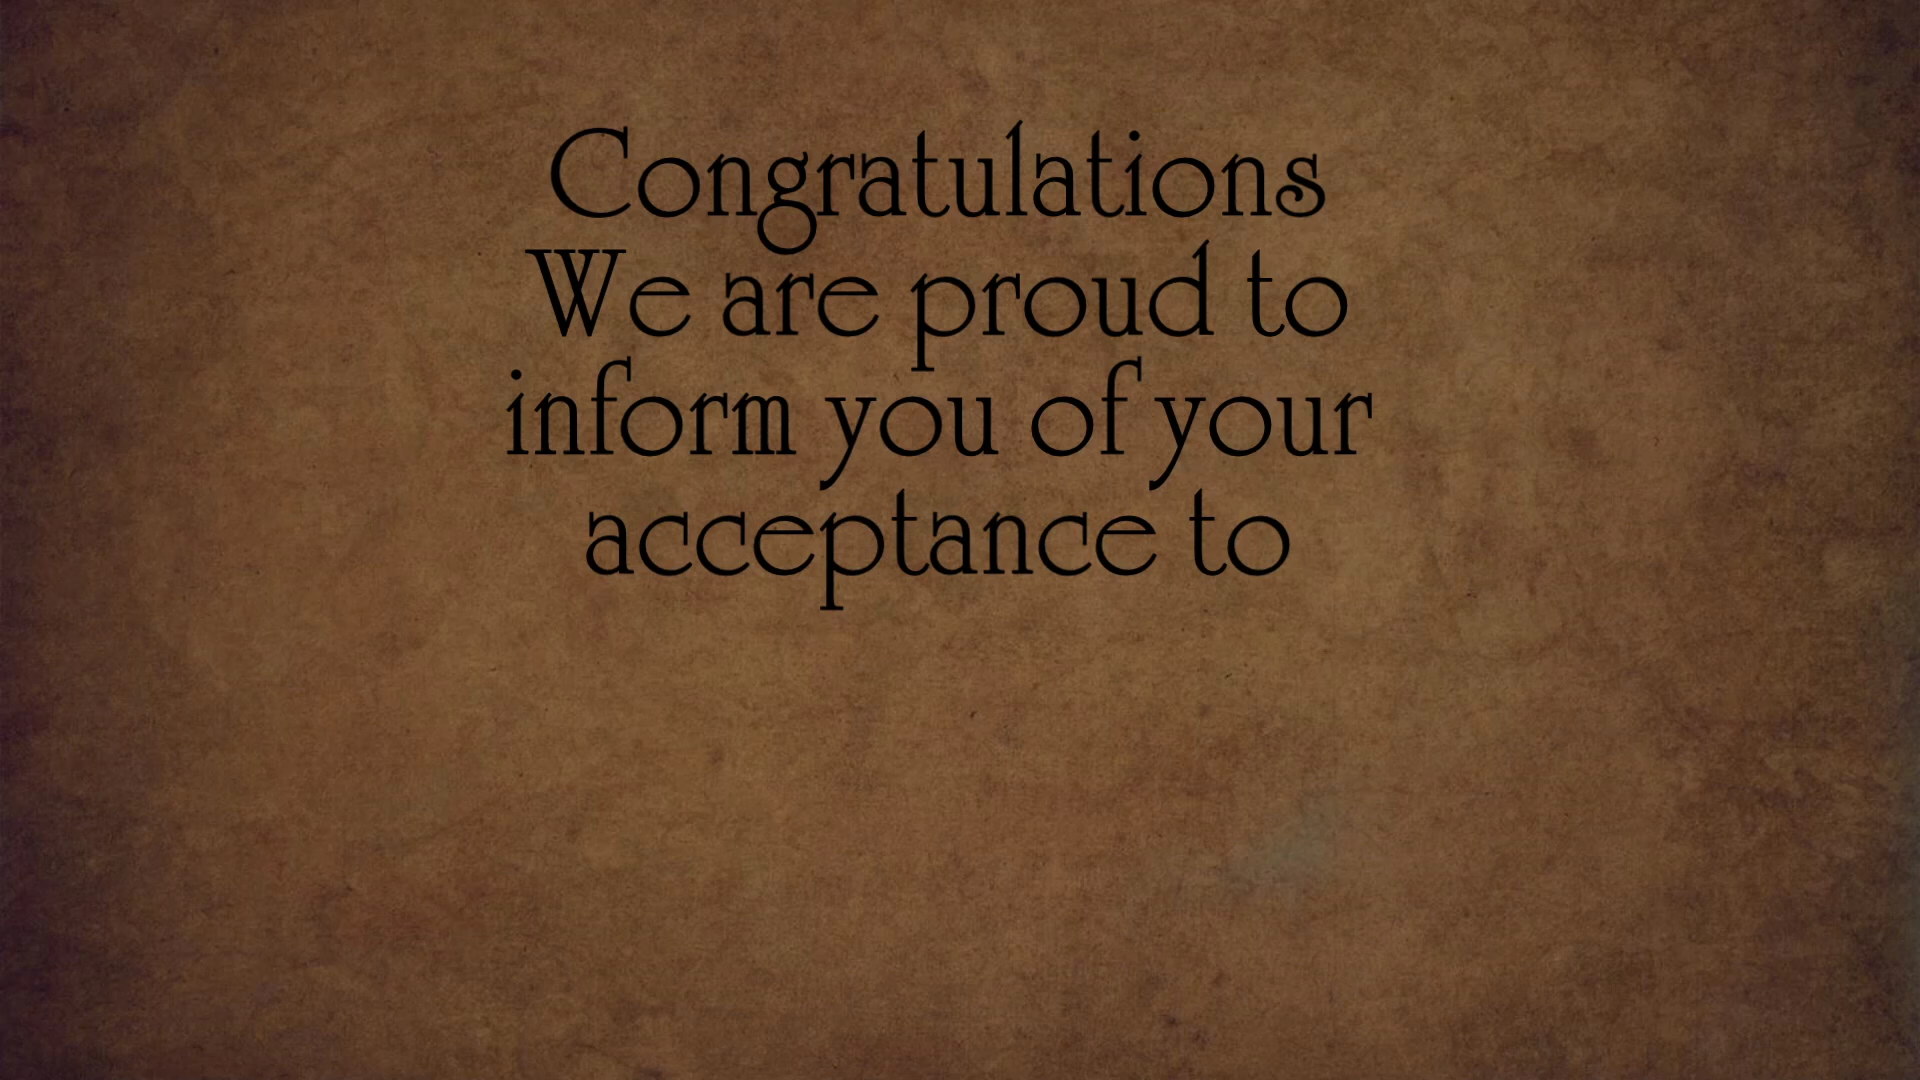 Congratulations
We are proud to
inform you of your
acceptance to